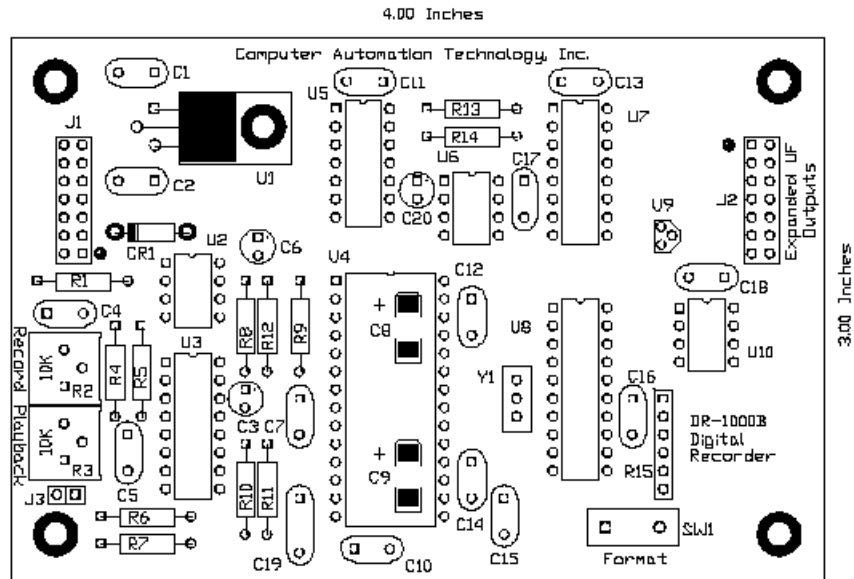 4.00 Inches
Computer Automation Technology, Inc.
C1
U5
C11
C13
J1
R13
U7
R14
U6
C17
U1
C2
C20
U9
J2
Expanded UF
Outputs
CR1
U2
C6
R1
U4
C12
C18
C4
R8
R12
R9
+
C8
U8
U10
3.00 Inches
U3
Record
10K
R2
R4
R5
Y1
C16
Playback
10K
R3
C3
C7
DR-1000B
Digital
Recorder
+
C9
R15
J3
C5
R10
R11
C14
R6
R7
C19
C10
C15
SW1
Format